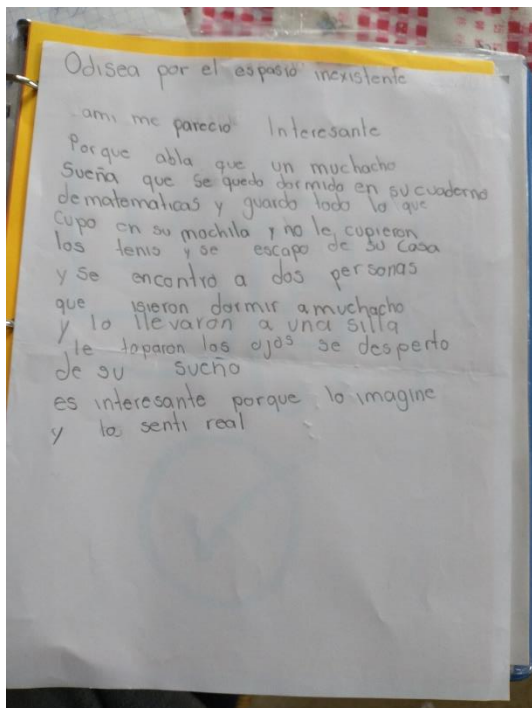 Odisea por el espasio inexistente
ami me parecio Interesante
Porque abla que un muchacho
Sueña que se quedo dormido en su cuaderno
de matematicas y guardo todo lo que
Cupo en su mochila y no le cupieron
los tenis y se escapo de su casa
y se encontro a dos personas
que isieron dormir amuchacho
y lo llevaron a una silla
y le taparon los ojos se desperto
de su sueño
es interesante porque lo imagine
y lo senti real